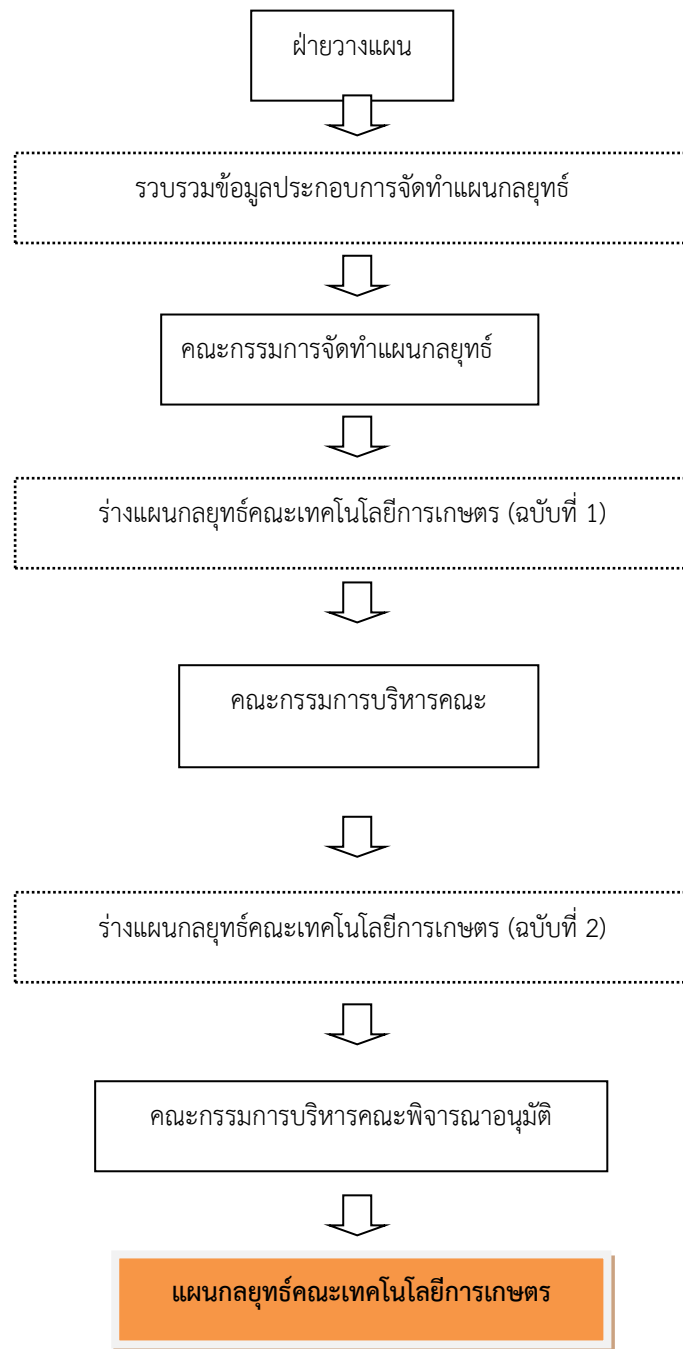 ฝ่ายวางแผน
รวบรวมข้อมูลประกอบการจัดทำแผนกลยุทธ์
คณะกรรมการจัดทำแผนกลยุทธ์
ร่างแผนกลยุทธ์คณะเทคโนโลยีการเกษตร (ฉบับที่ 1)
คณะกรรมการบริหารคณะ
ร่างแผนกลยุทธ์คณะเทคโนโลยีการเกษตร (ฉบับที่ 2)
คณะกรรมการบริหารคณะพิจารณาอนุมัติ
แผนกลยุทธ์คณะเทคโนโลยีการเกษตร